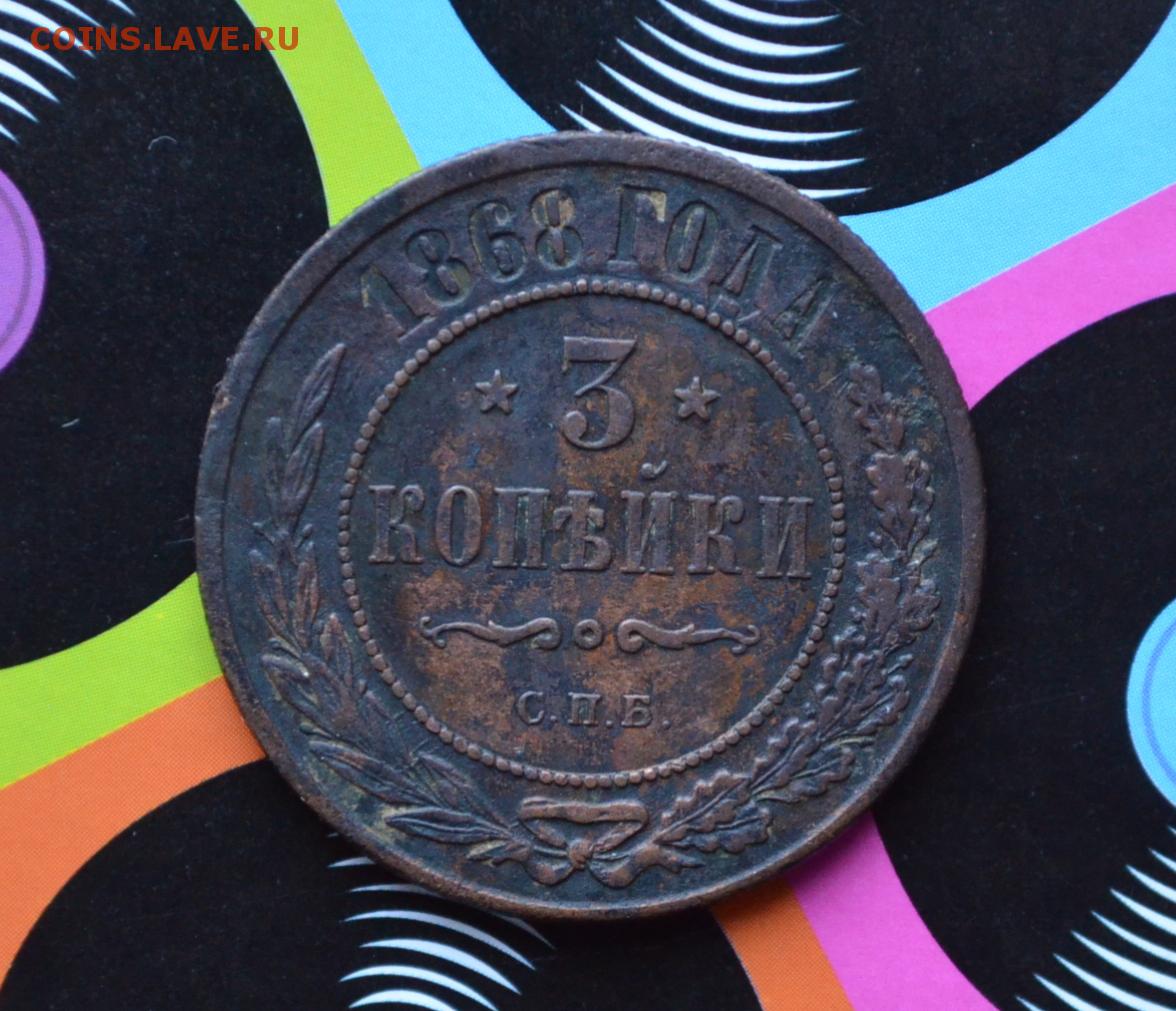 COINS.LAVE.RU
1868 ГОДА
3
КОПѢЙКИ
С.П.Б.